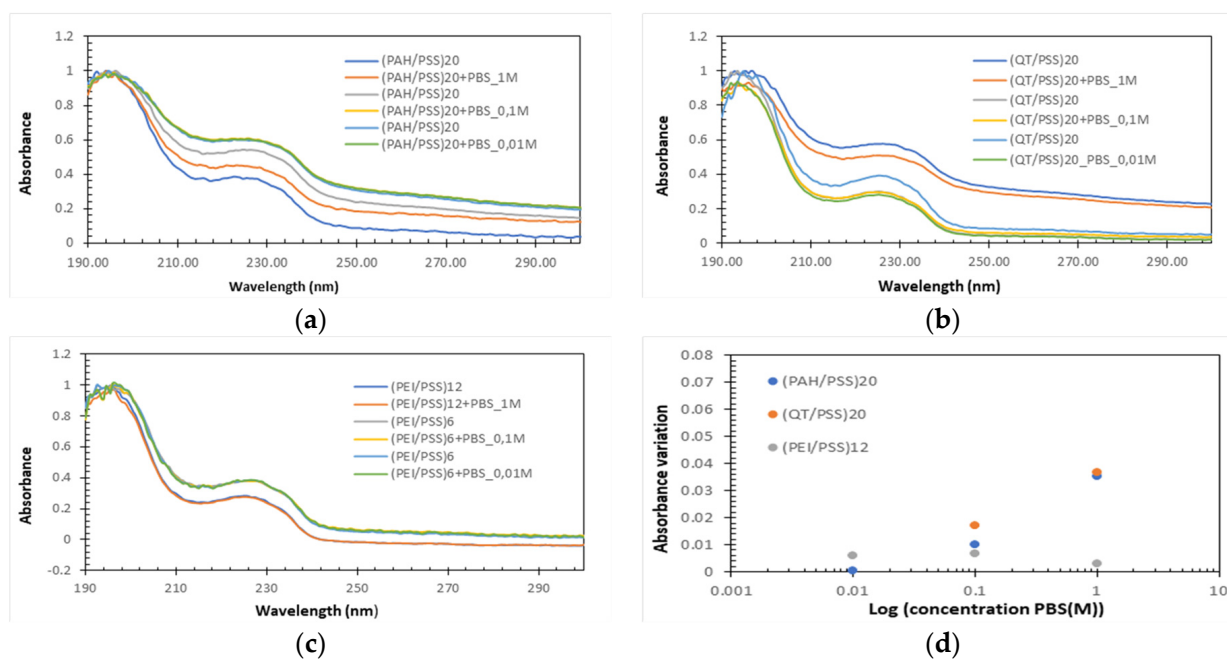 1.2
1
0.8
0.6
0.4
0.2
0
Absorbance
(PAH/PSS)20
(PAH/PSS)20+PBS_1M
(PAH/PSS)20
(PAH/PSS)20+PBS_0,1M
(PAH/PSS)20
(PAH/PSS)20+PBS_0,01M
190.00 210.00 230.00 250.00 270.00 290.00
Wavelength (nm)
(a)
1.2
1
0.8
0.6
0.4
0.2
0
Absorbance
(QT/PSS)20
(QT/PSS)20+PBS_1M
(QT/PSS)20
(QT/PSS)20+PBS_0,1M
(QT/PSS)20
(QT/PSS)20_PBS_0,01M
190.00 210.00 230.00 250.00 270.00 290.00
Wavelength (nm)
(b)
1.2
1
0.8
0.6
0.4
0.2
0
-0.2
Absorbance
(PEI/PSS)12
(PEI/PSS)12+PBS_1M
(PEI/PSS)6
(PEI/PSS)6+PBS_0,1M
(PEI/PSS)6
(PEI/PSS)6+PBS_0,01M
190 210 230 250 270 290
Wavelength (nm)
(c)
0.08
0.07
0.06
0.05
0.04
0.03
0.02
0.01
0
Absorbance variation
(PAH/PSS)20
(QT/PSS)20
(PEI/PSS)12
0.001 0.01 0.1 1 10
Log (concentration PBS(M))
(d)